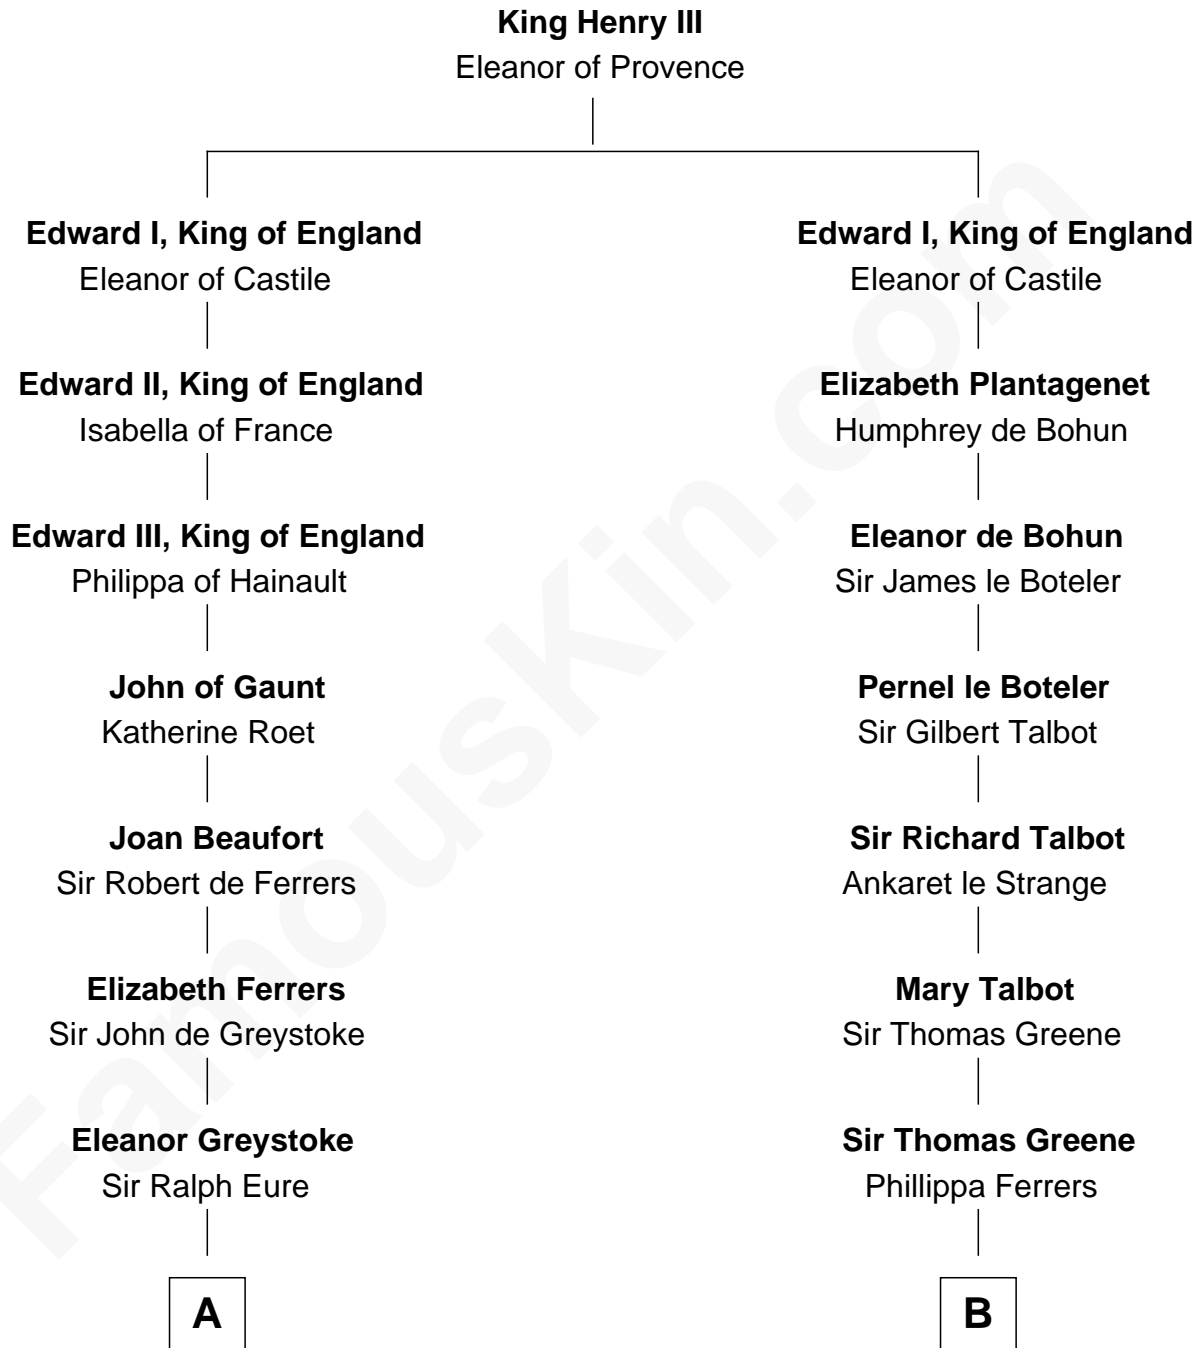 King Henry III
Eleanor of Provence
Edward I, King of England
Eleanor of Castile
Edward II, King of England
Isabella of France
Edward III, King of England
Philippa of Hainault
John of Gaunt
Katherine Roet
Joan Beaufort
Sir Robert de Ferrers
Elizabeth Ferrers
Sir John de Greystoke
Eleanor Greystoke
Sir Ralph Eure
A
Edward I, King of England
Eleanor of Castile
Elizabeth Plantagenet
Humphrey de Bohun
Eleanor de Bohun
Sir James le Boteler
Pernel le Boteler
Sir Gilbert Talbot
Sir Richard Talbot
Ankaret le Strange
Mary Talbot
Sir Thomas Greene
Sir Thomas Greene
Phillippa Ferrers
B
FamousKin.com